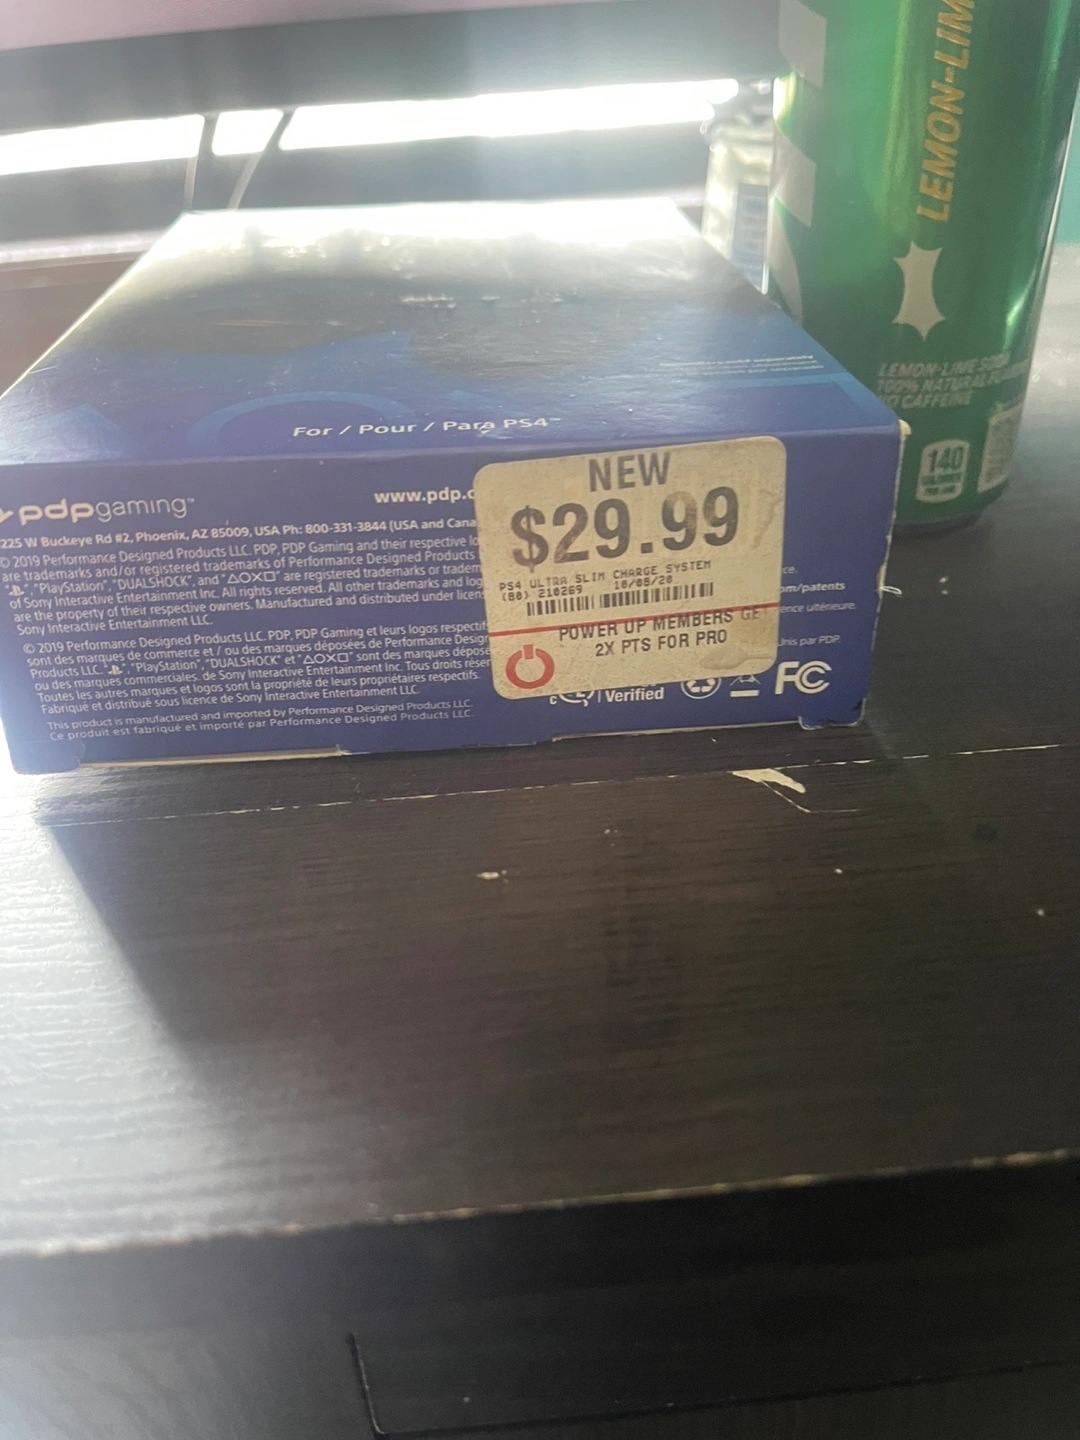 LEMON-LIM
LEMON-LIME SODA
100% NATURAL FLAVORS
NO CAFFEINE
140
For / Pour / Para PS4™
pdpgaming™
www.pdp.c
225 W Buckeye Rd #2, Phoenix, AZ 85009, USA Ph: 800-331-3844 (USA and Cana
© 2019 Performance Designed Products LLC. PDP, PDP Gaming and their respective lo
are trademarks and/or registered trademarks of Performance Designed Products
"PlayStation", "DUALSHOCK", and "△O✕□" are registered trademarks or tradem
of Sony Interactive Entertainment Inc. All rights reserved. All other trademarks and log
are the property of their respective owners. Manufactured and distributed under licen
Sony Interactive Entertainment LLC.
© 2019 Performance Designed Products LLC. PDP, PDP Gaming et leurs logos respectif
sont des marques de commerce et / ou des marques déposées de Performance Desig
Products LLC. "PlayStation", "DUALSHOCK" et "△O✕□" sont des marques dépose
ou des marques commerciales. de Sony Interactive Entertainment Inc. Tous droits réser
Toutes les autres marques et logos sont la propriété de leurs propriétaires respectifs.
Fabriqué et distribué sous licence de Sony Interactive Entertainment LLC
This product is manufactured and imported by Performance Designed Products LLC.
Ce produit est fabriqué et importé par Performance Designed Products LLC.
NEW
$29.99
PS4 ULTRA SLIM CHARGE SYSTEM
(80) 210269 10/08/20
POWER UP MEMBERS GET
2X PTS FOR PRO
ce.
om/patents
ence ultérieure.
Unis par PDP
c UL Verified
FC